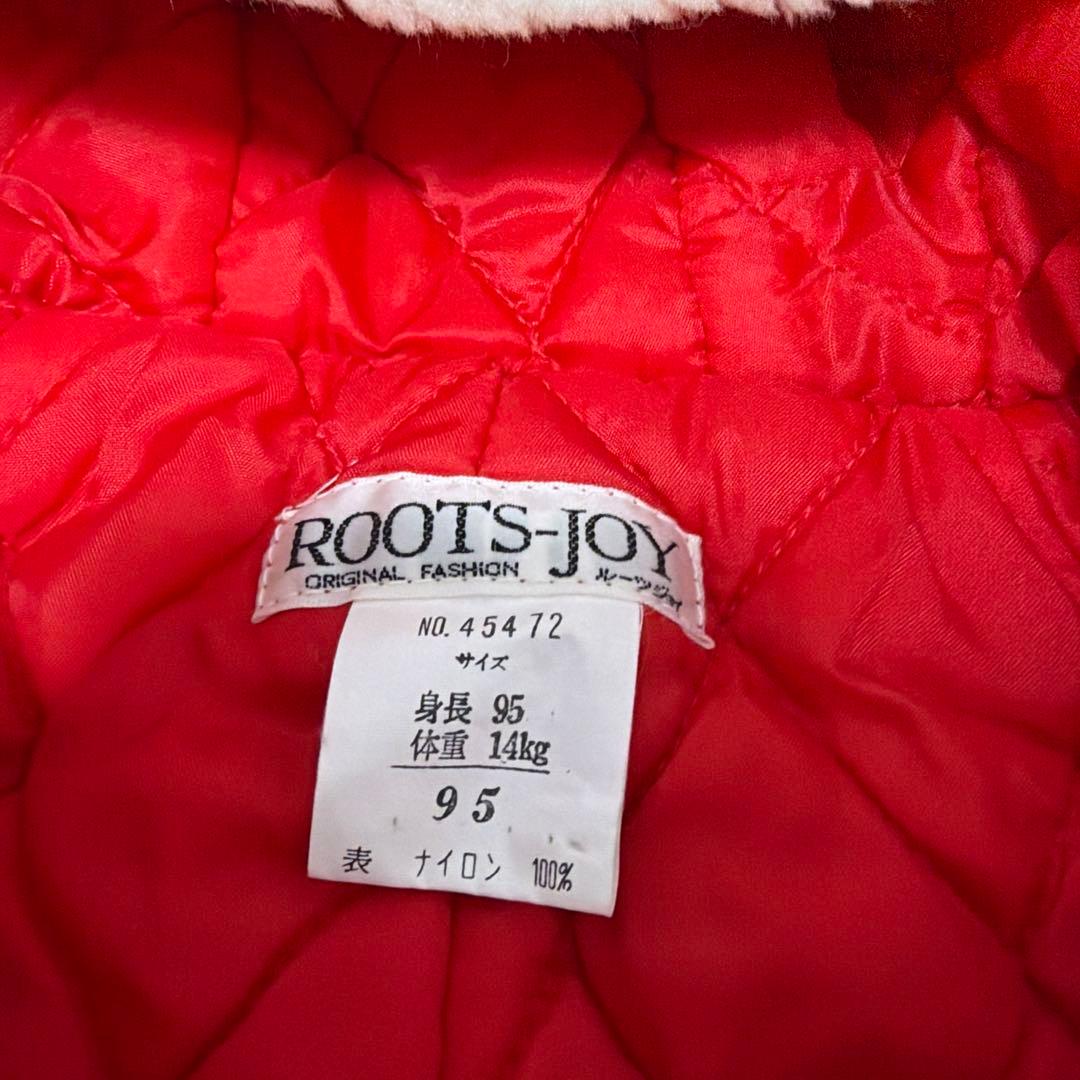 ROOTS-JOY
ORIGINAL FASHION ルーツジョイ
NO. 45472
サイズ
身長 95
体重 14kg
95
表 ナイロン 100%